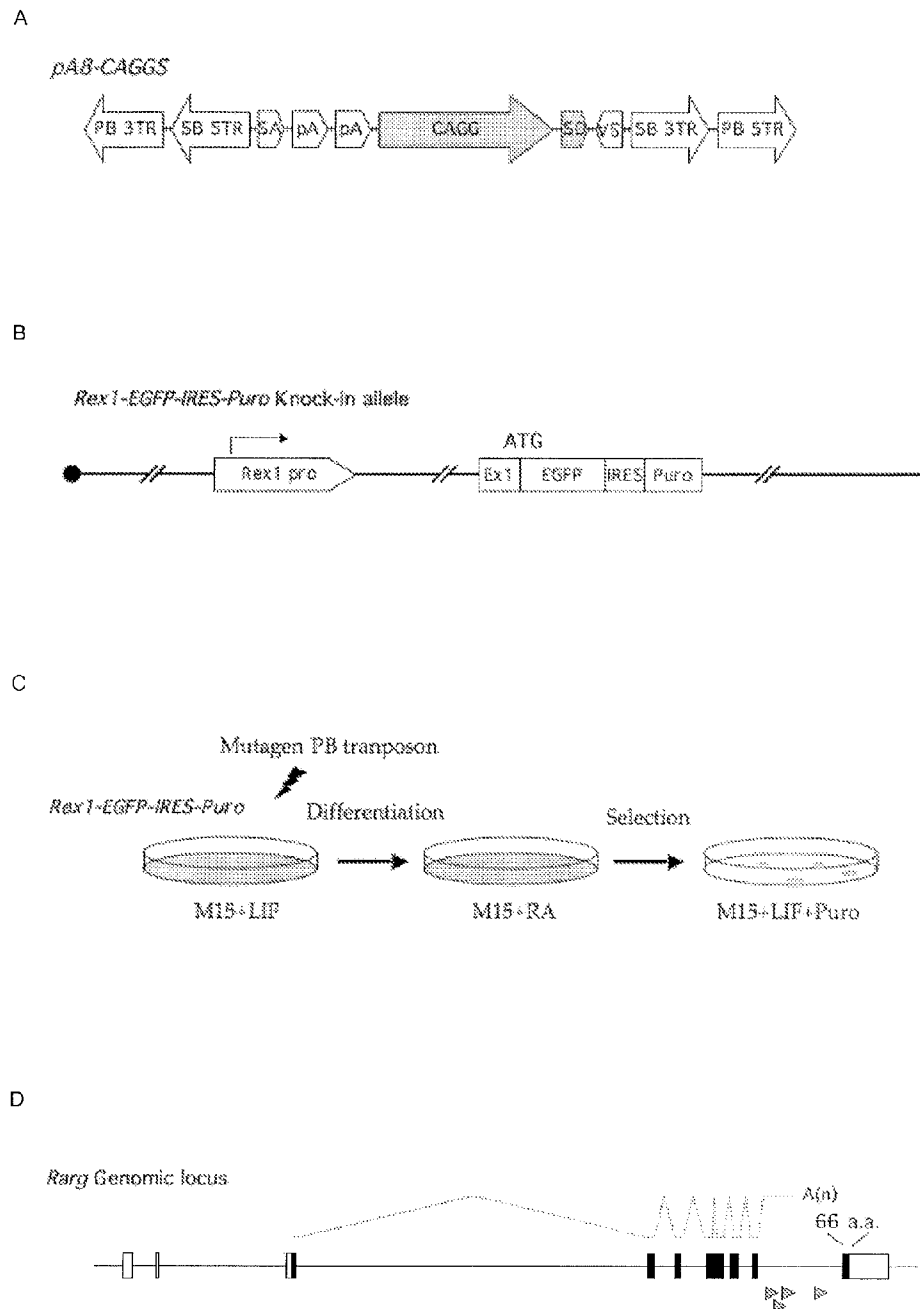 A
pAB-CAGGS
PB 3TR SB 5TR SA pA pA CAGG SD VS SB 3TR PB 5TR
B
Rex1-EGFP-IRES-Puro Knock-in allele
ATG
Rex1 pro Ex1 EGFP IRES Puro
C
Mutagen PB tranposon
Rex1-EGFP-IRES-Puro
Differentiation
Selection
M15+LIF
M15+RA
M15+LIF+Puro
D
Rarg Genomic locus
A(n)
66 a.a.